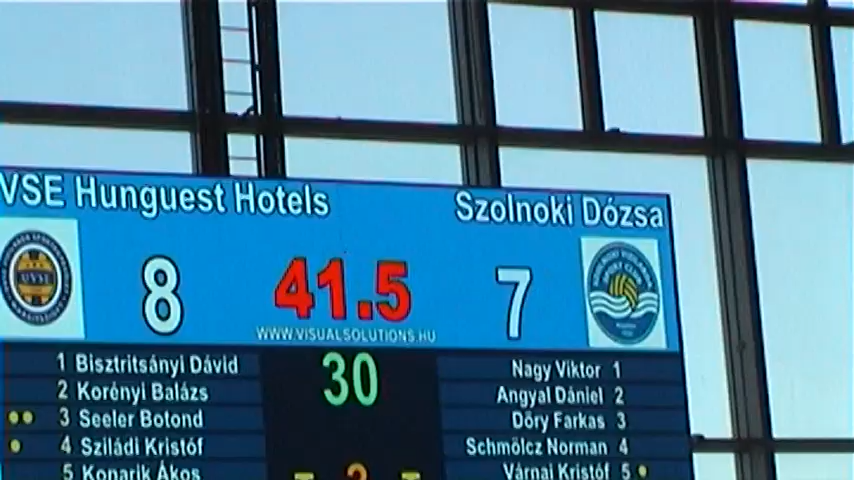 VSE Hunguest Hotels Szolnoki Dózsa
8 41.5 7
WWW.VISUALSOLUTIONS.HU
30
1 Bisztritsányi Dávid Nagy Viktor 1
2 Korényi Balázs Angyal Dániel 2
3 Seeler Botond Döry Farkas 3
4 Sziládi Kristóf Schmölcz Norman 4
5 Konarik Ákos Várnai Kristóf 5